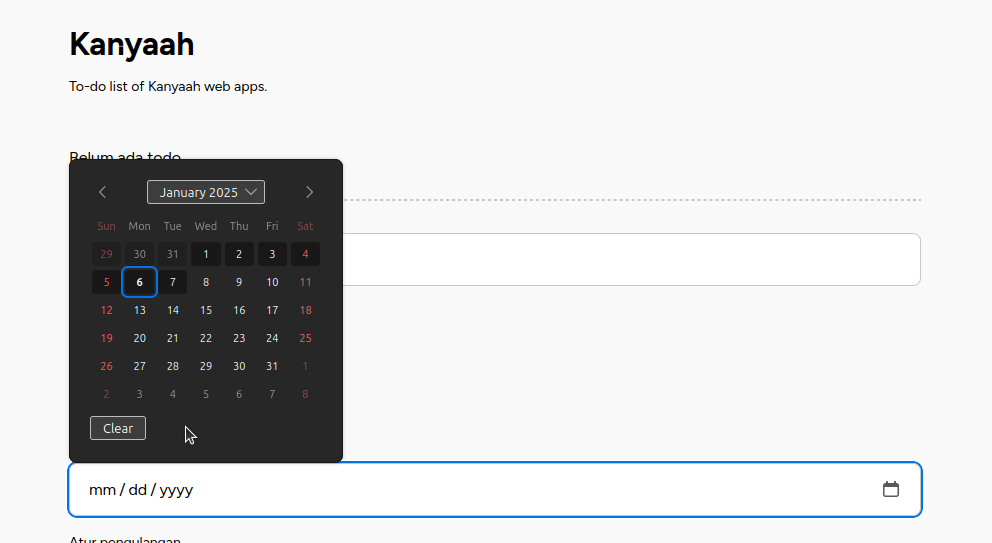 Kanyaah
To-do list of Kanyaah web apps.
Belum ada todo
January 2025
Sun Mon Tue Wed Thu Fri Sat
29 30 31 1 2 3 4
5 6 7 8 9 10 11
12 13 14 15 16 17 18
19 20 21 22 23 24 25
26 27 28 29 30 31 1
2 3 4 5 6 7 8
Clear
mm / dd / yyyy
Atur pengulangan